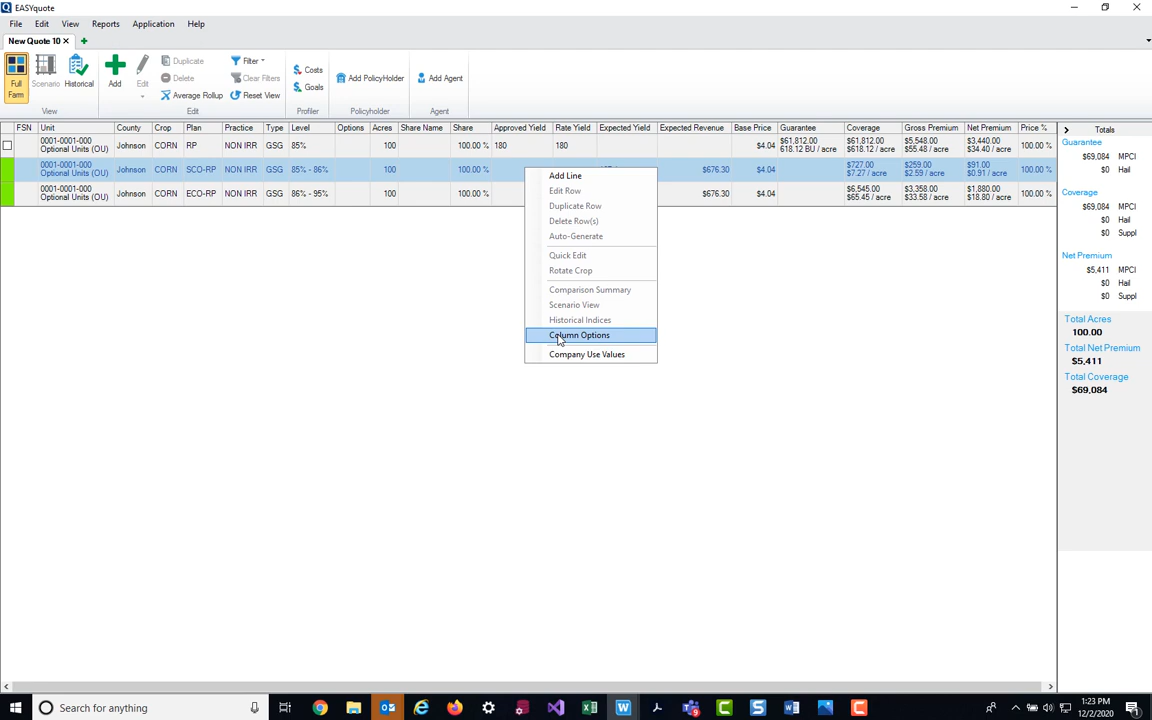 EASYquote
File Edit View Reports Application Help
New Quote 10
Full Farm Scenario Historical
View
Add Edit Duplicate Delete Average Rollup
Filter Clear Filters Reset View
Edit
Costs
Goals
Profiler
Add PolicyHolder
Policyholder
Add Agent
Agent
FSN Unit County Crop Plan Practice Type Level Options Acres Share Name Share Approved Yield Rate Yield Expected Yield Expected Revenue Base Price Guarantee Coverage Gross Premium Net Premium Price %
0001-0001-000 Johnson CORN RP NON IRR GSG 85% 100 100.00 % 180 180 $4.04 $61,812.00 $61,812.00 $5,548.00 $3,440.00 100.00 %
Optional Units (OU) 618.12 BU / acre $618.12 / acre $55.48 / acre $34.40 / acre
0001-0001-000 Johnson CORN SCO-RP NON IRR GSG 85% - 86% 100 100.00 % $676.30 $4.04 $727.00 $259.00 $91.00 100.00 %
Optional Units (OU) $7.27 / acre $2.59 / acre $0.91 / acre
0001-0001-000 Johnson CORN ECO-RP NON IRR GSG 86% - 95% 100 100.00 % $676.30 $4.04 $6,545.00 $3,358.00 $1,880.00 100.00 %
Optional Units (OU) $65.45 / acre $33.58 / acre $18.80 / acre
Add Line
Edit Row
Duplicate Row
Delete Row(s)
Auto-Generate
Quick Edit
Rotate Crop
Comparison Summary
Scenario View
Historical Indices
Column Options
Company Use Values
Totals
Guarantee
$69,084 MPCI
$0 Hail
Coverage
$69,084 MPCI
$0 Hail
$0 Suppl
Net Premium
$5,411 MPCI
$0 Hail
$0 Suppl
Total Acres
100.00
Total Net Premium
$5,411
Total Coverage
$69,084
Search for anything
1:23 PM
12/2/2020